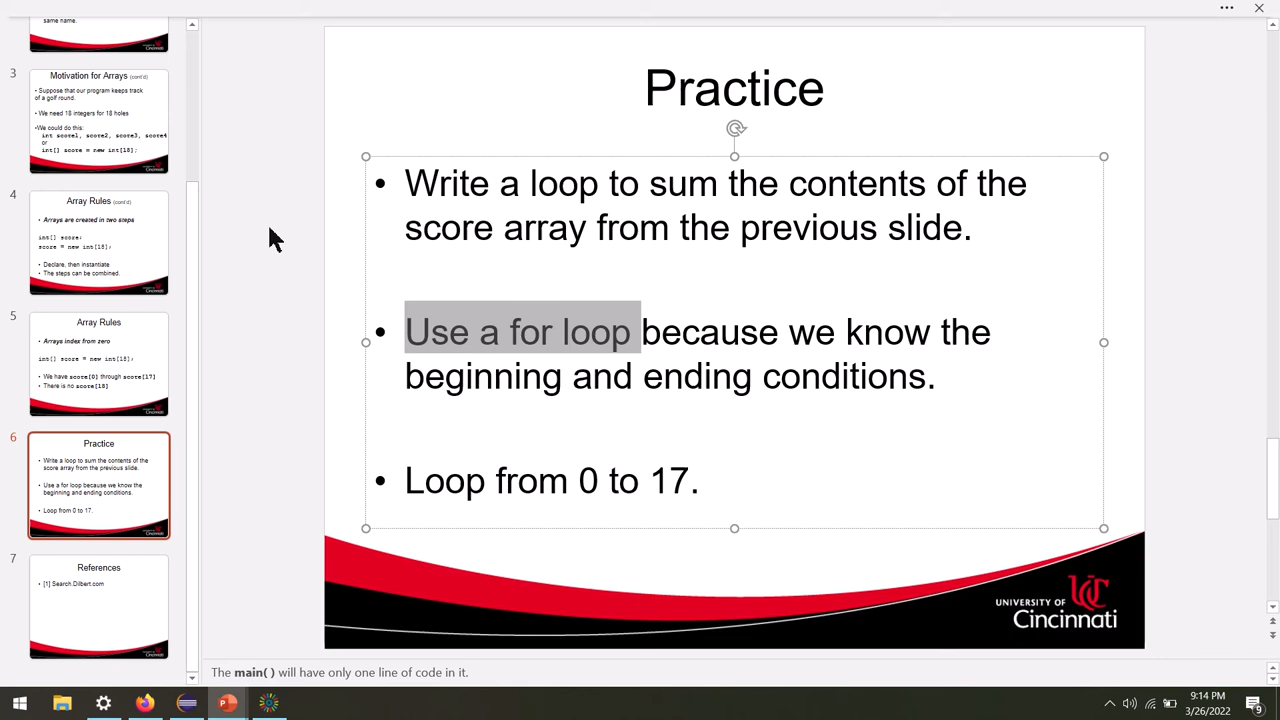 same name.
3
Motivation for Arrays (cont'd)
• Suppose that our program keeps track
of a golf round.
• We need 18 integers for 18 holes
•We could do this:
int score1, score2, score3, score4
or
int[] score = new int[18];
4
Array Rules (cont'd)
• Arrays are created in two steps
int[] score;
score = new int[18];
• Declare, then instantiate
• The steps can be combined.
5
Array Rules
• Arrays index from zero
int[] score = new int[18];
• We have score[0] through score[17]
• There is no score[18]
6
Practice
• Write a loop to sum the contents of the
score array from the previous slide.
• Use a for loop because we know the
beginning and ending conditions.
• Loop from 0 to 17.
7
References
• [1] Search.Dilbert.com
Practice
• Write a loop to sum the contents of the
score array from the previous slide.
• Use a for loop because we know the
beginning and ending conditions.
• Loop from 0 to 17.
UNIVERSITY OF
Cincinnati
The main( ) will have only one line of code in it.
9:14 PM
3/26/2022
9